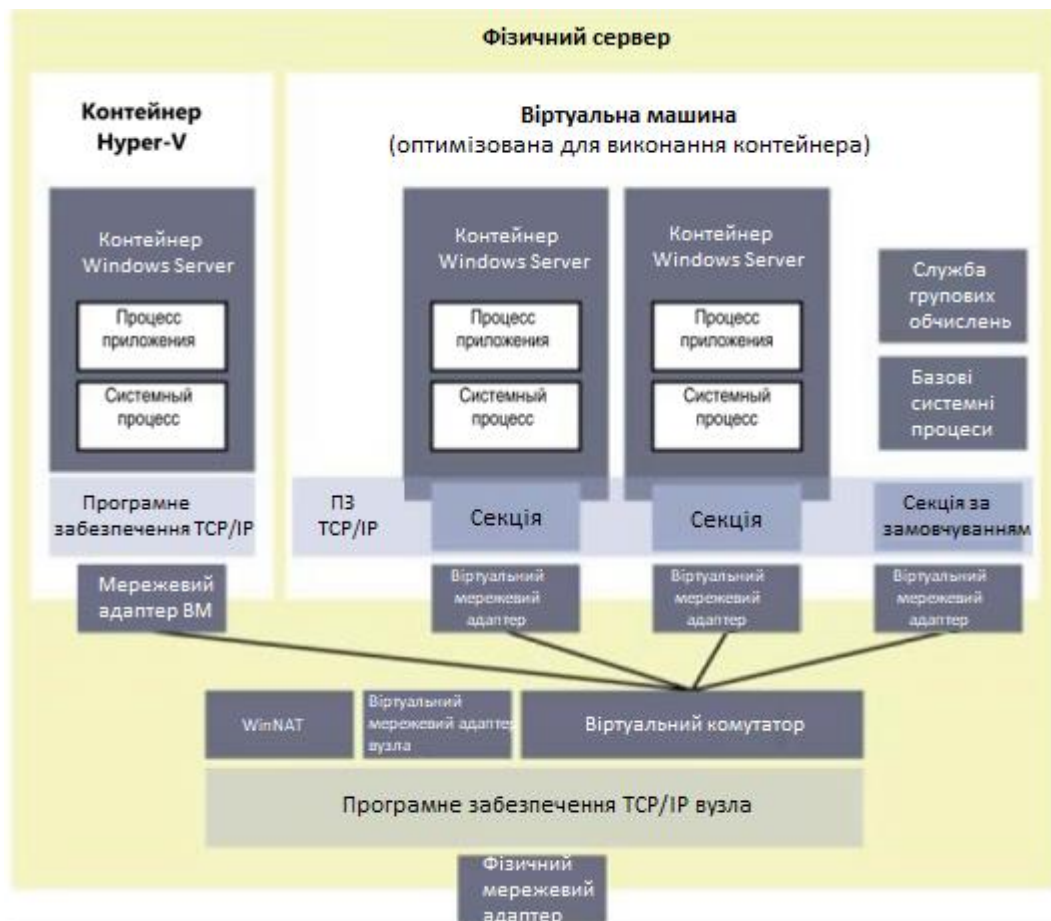 Фізичний сервер
Контейнер
Hyper-V
Віртуальна машина
(оптимізована для виконання контейнера)
Контейнер
Windows Server
Процесс
приложения
Системный
процесс
Контейнер
Windows Server
Процесс
приложения
Системный
процесс
Контейнер
Windows Server
Процесс
приложения
Системный
процесс
Служба
групових
обчислень
Базові
системні
процеси
Програмне
забезпечення TCP/IP
ПЗ
TCP/IP
Секція
Секція
Секція за
замовчуванням
Мережевий
адаптер ВМ
Віртуальний
мережевий
адаптер
Віртуальний
мережевий
адаптер
Віртуальний
мережевий
адаптер
WinNAT
Віртуальний
мережевий адаптер
вузла
Віртуальний комутатор
Програмне забезпечення TCP/IP вузла
Фізичний
мережевий
адаптер